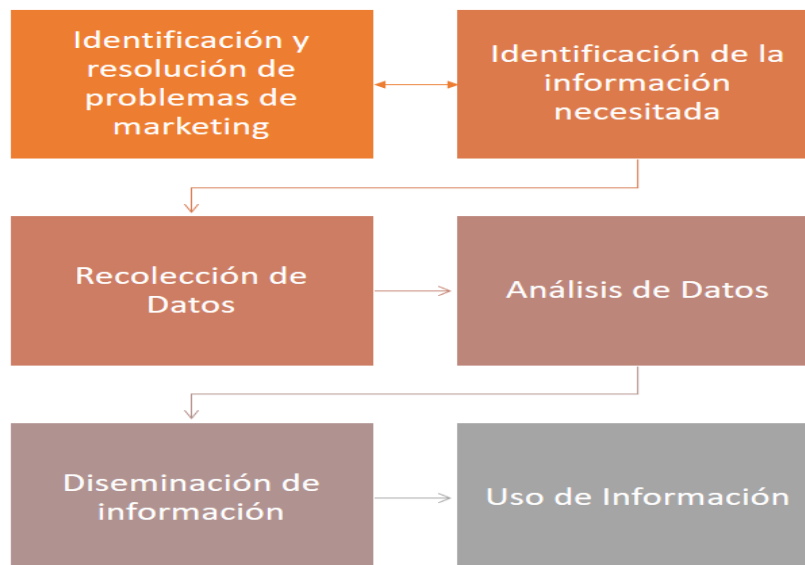 Identificación y
resolución de
problemas de
marketing
Identificación de la
información
necesitada
Recolección de
Datos
Análisis de Datos
Diseminación de
información
Uso de Información